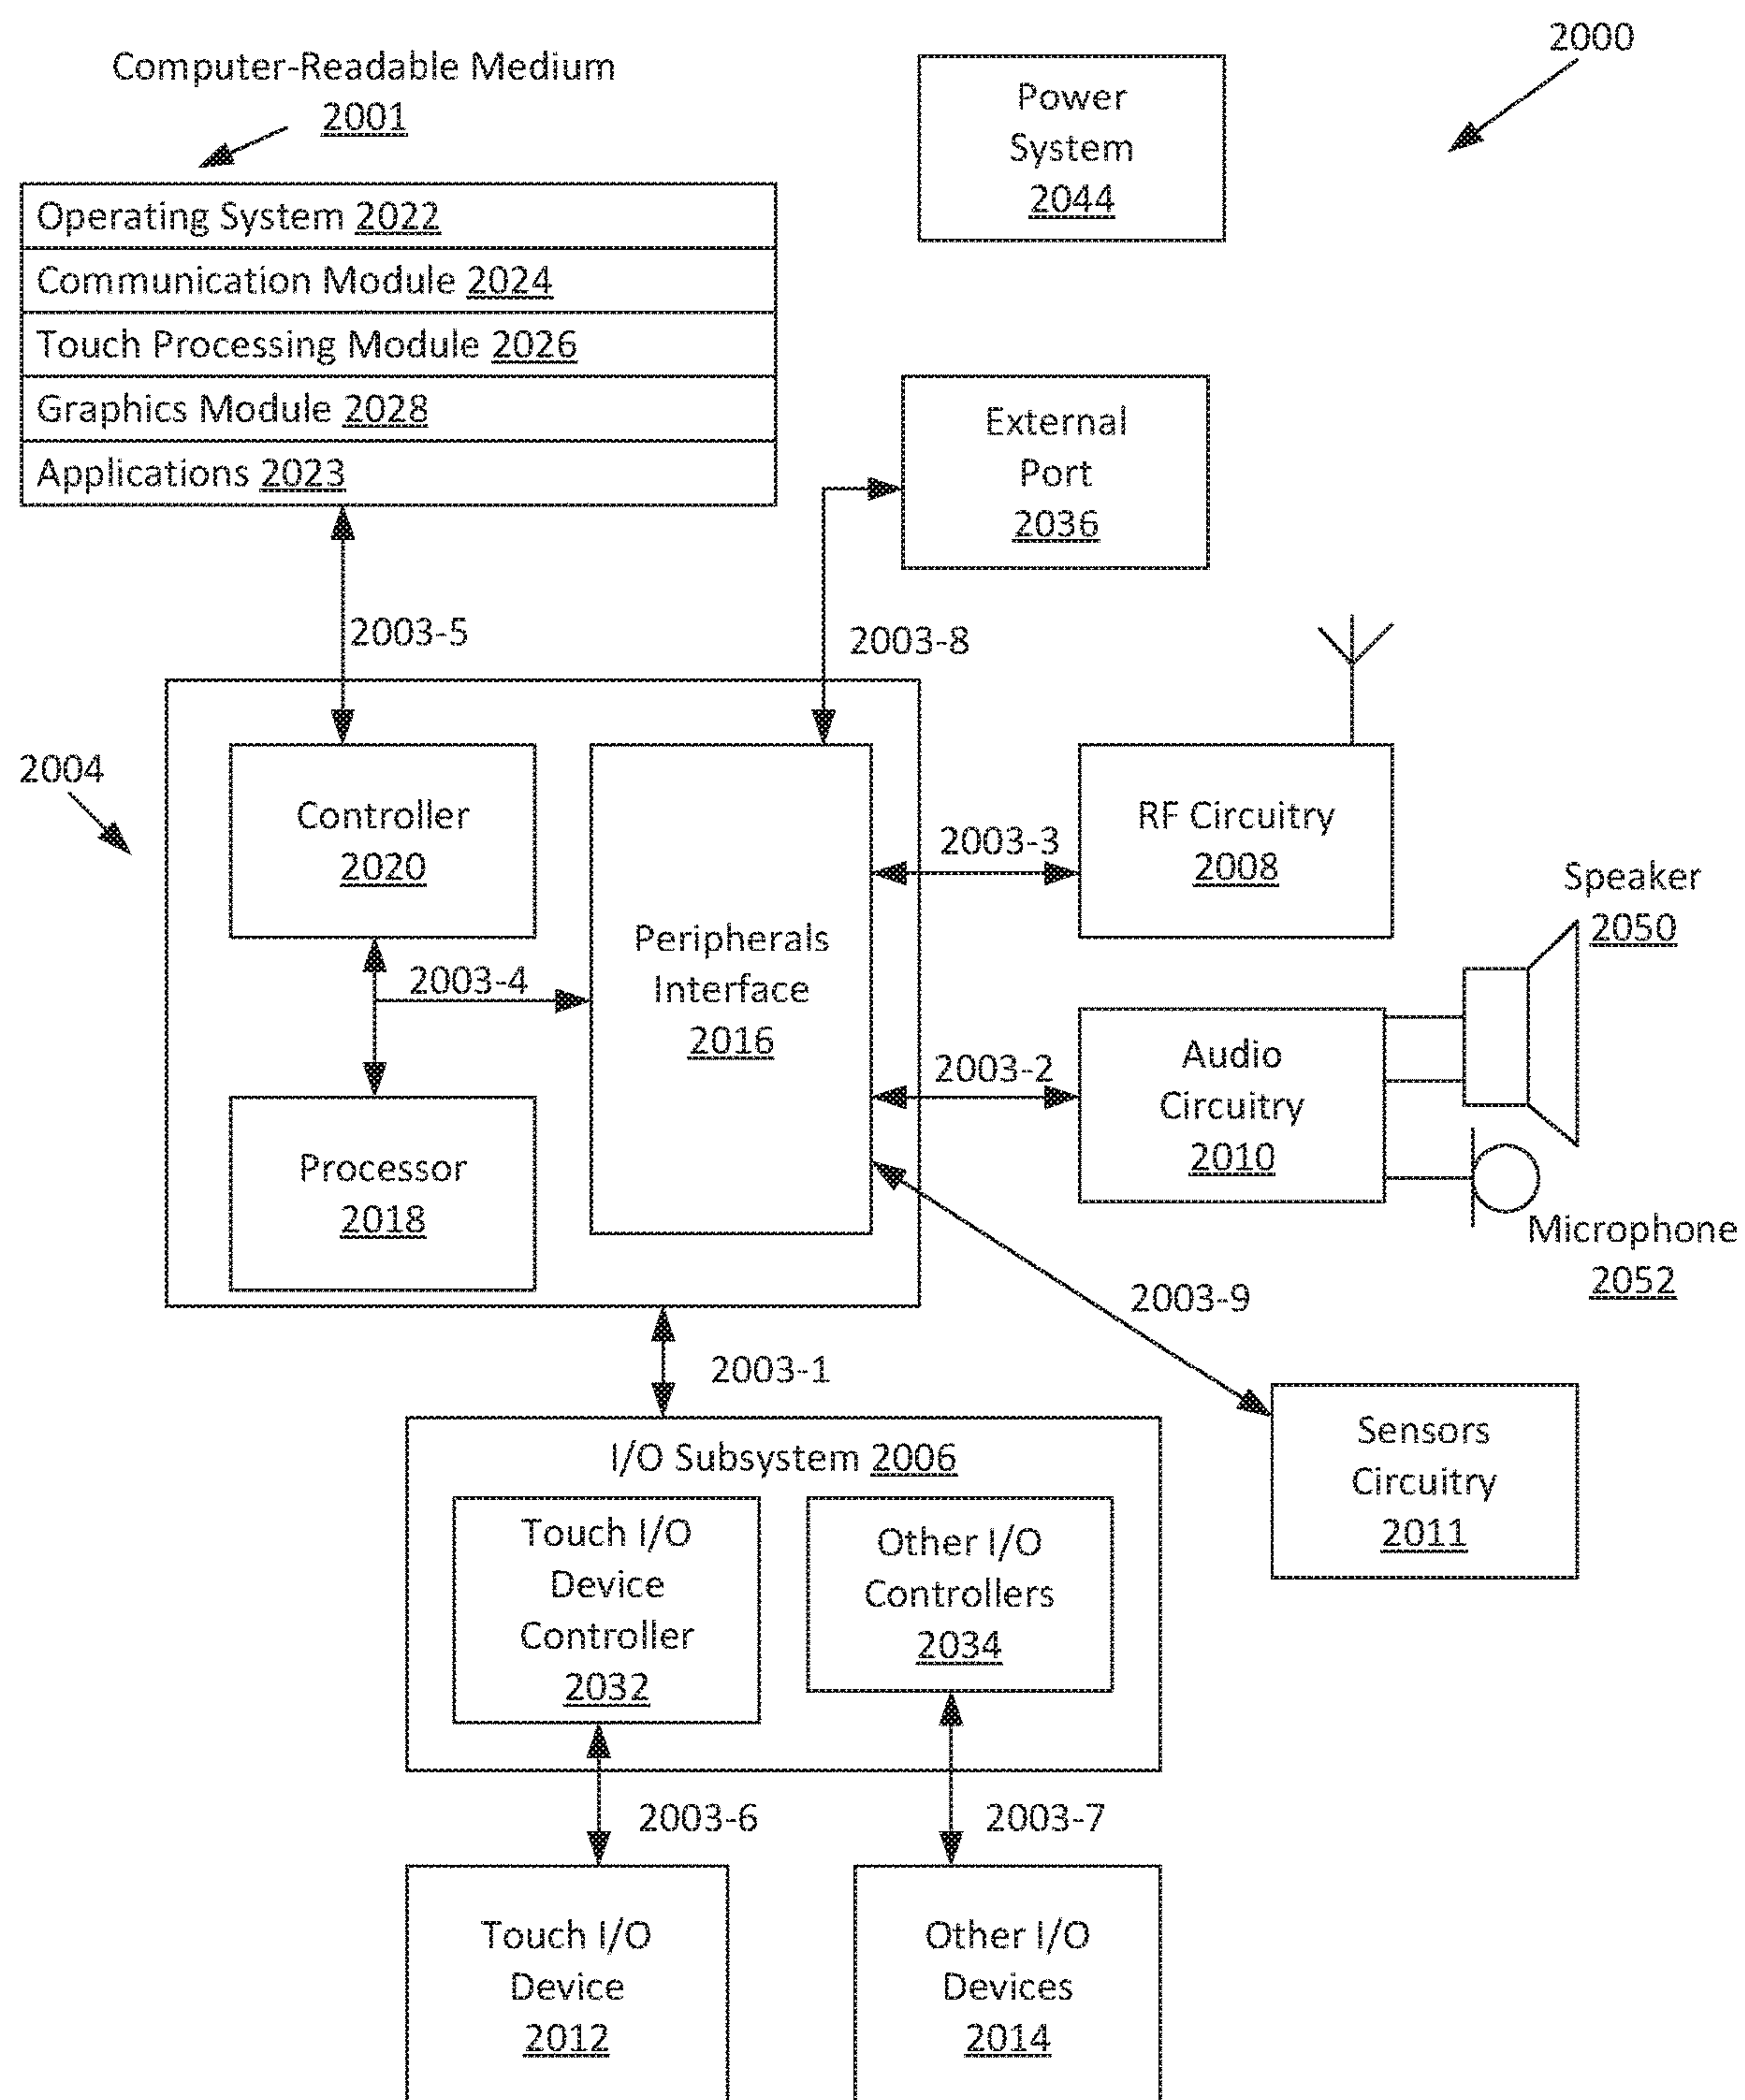 2000
Computer-Readable Medium
2001
Power
System
2044
Operating System 2022
Communication Module 2024
Touch Processing Module 2026
Graphics Module 2028
Applications 2023
External
Port
2036
2003-5
2003-8
2004
Controller
2020
RF Circuitry
2008
2003-3
Speaker
2050
Peripherals
Interface
2016
2003-4
2003-2
Audio
Circuitry
2010
Processor
2018
Microphone
2052
2003-9
2003-1
Sensors
Circuitry
2011
I/O Subsystem 2006
Touch I/O
Device
Controller
2032
Other I/O
Controllers
2034
2003-6
2003-7
Touch I/O
Device
2012
Other I/O
Devices
2014